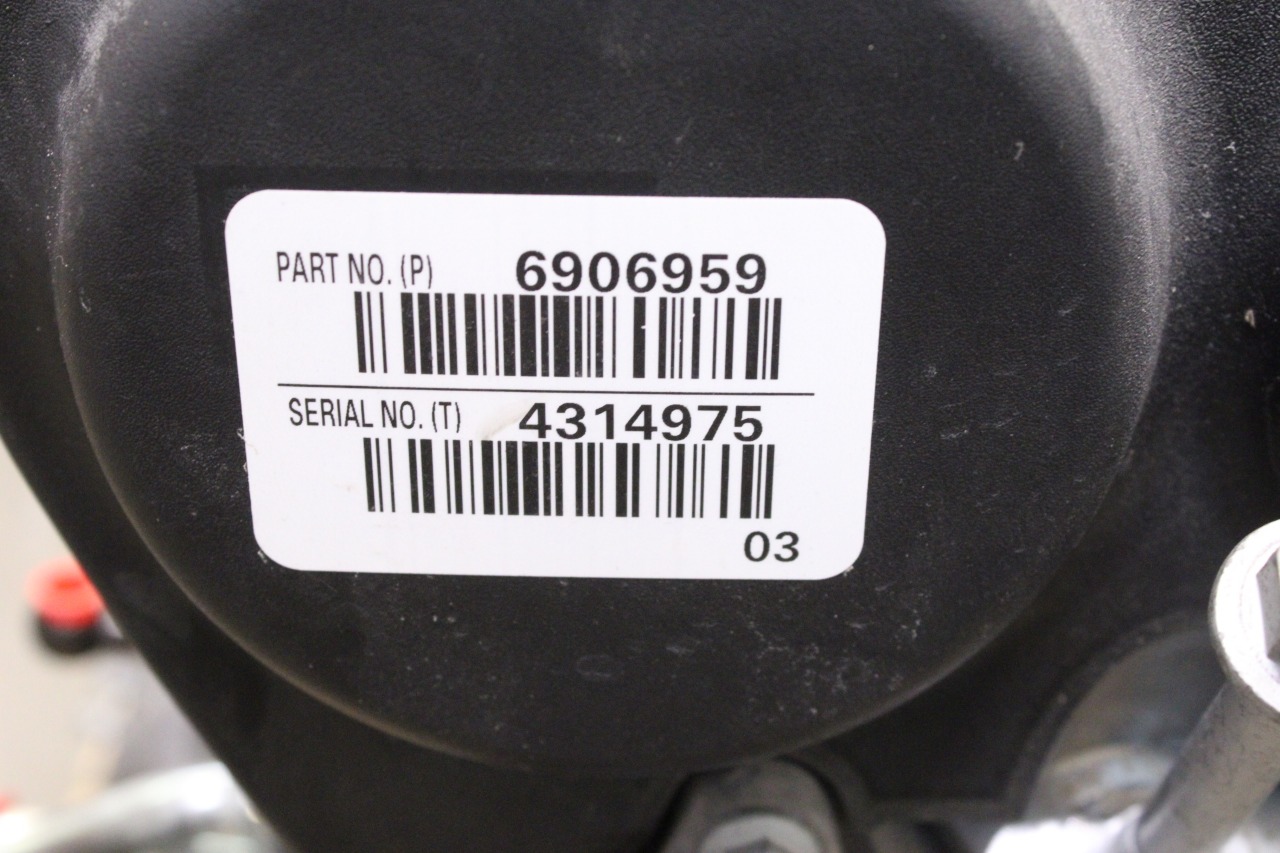 PART NO. (P) 6906959
SERIAL NO. (T) 4314975
03